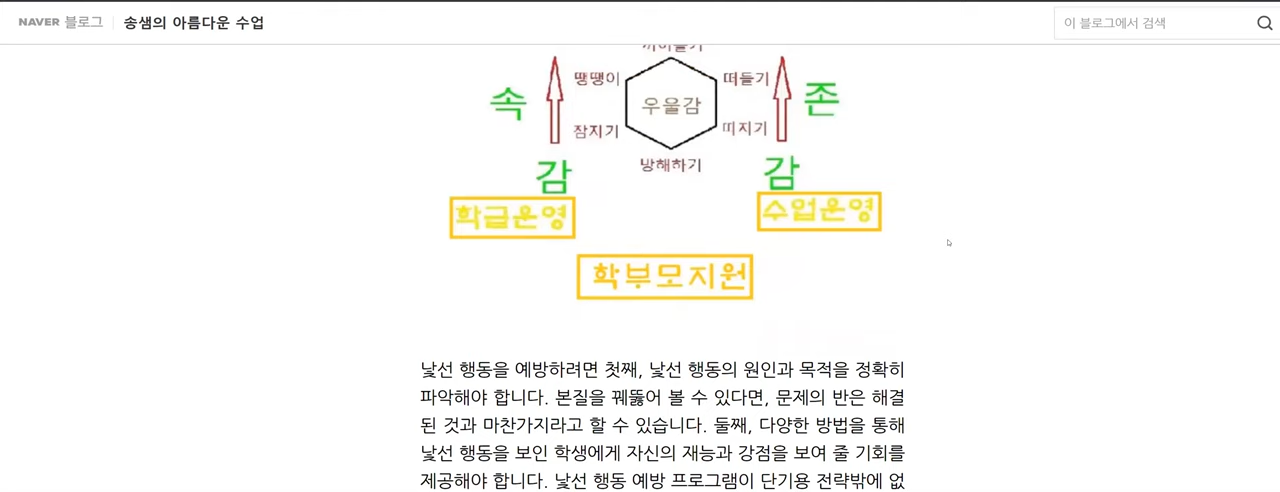 NAVER 블로그 송샘의 아름다운 수업 이 블로그에서 검색
땡땡이 떠들기
속 우울감 존
잠지기 띠지기
방해하기
감 감
학급운영 수업운영
학부모지원
낯선 행동을 예방하려면 첫째, 낯선 행동의 원인과 목적을 정확히
파악해야 합니다. 본질을 꿰뚫어 볼 수 있다면, 문제의 반은 해결
된 것과 마찬가지라고 할 수 있습니다. 둘째, 다양한 방법을 통해
낯선 행동을 보인 학생에게 자신의 재능과 강점을 보여 줄 기회를
제공해야 합니다. 낯선 행동 예방 프로그램이 단기용 전략밖에 없